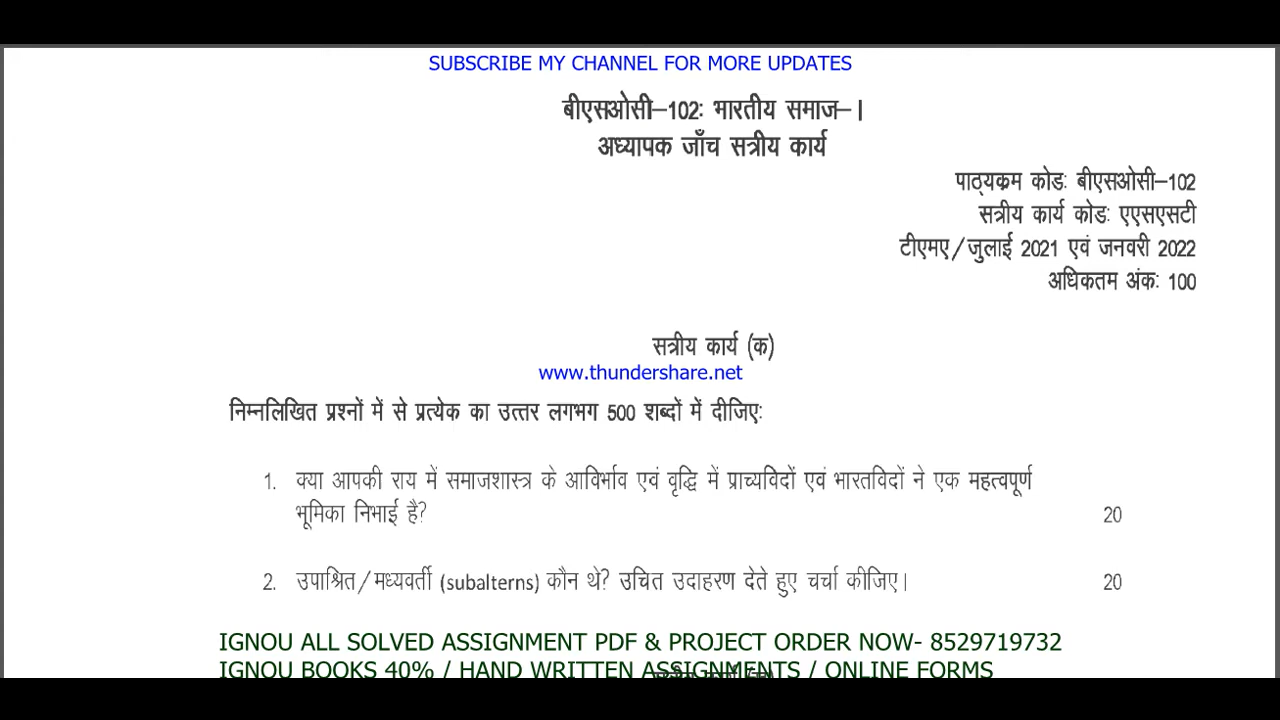 SUBSCRIBE MY CHANNEL FOR MORE UPDATES
बीएसओसी–102: भारतीय समाज–I
अध्यापक जाँच सत्रीय कार्य
पाठ्यक्रम कोड: बीएसओसी–102
सत्रीय कार्य कोड: एएसएसटी
टीएमए/जुलाई 2021 एवं जनवरी 2022
अधिकतम अंक: 100
सत्रीय कार्य (क)
www.thundershare.net
निम्नलिखित प्रश्नों में से प्रत्येक का उत्तर लगभग 500 शब्दों में दीजिए:
1. क्या आपकी राय में समाजशास्त्र के आविर्भाव एवं वृद्धि में प्राच्यविदों एवं भारतविदों ने एक महत्वपूर्ण
भूमिका निभाई है? 20
2. उपाश्रित/मध्यवर्ती (subalterns) कौन थे? उचित उदाहरण देते हुए चर्चा कीजिए। 20
IGNOU ALL SOLVED ASSIGNMENT PDF & PROJECT ORDER NOW- 8529719732
IGNOU BOOKS 40% / HAND WRITTEN ASSIGNMENTS / ONLINE FORMS